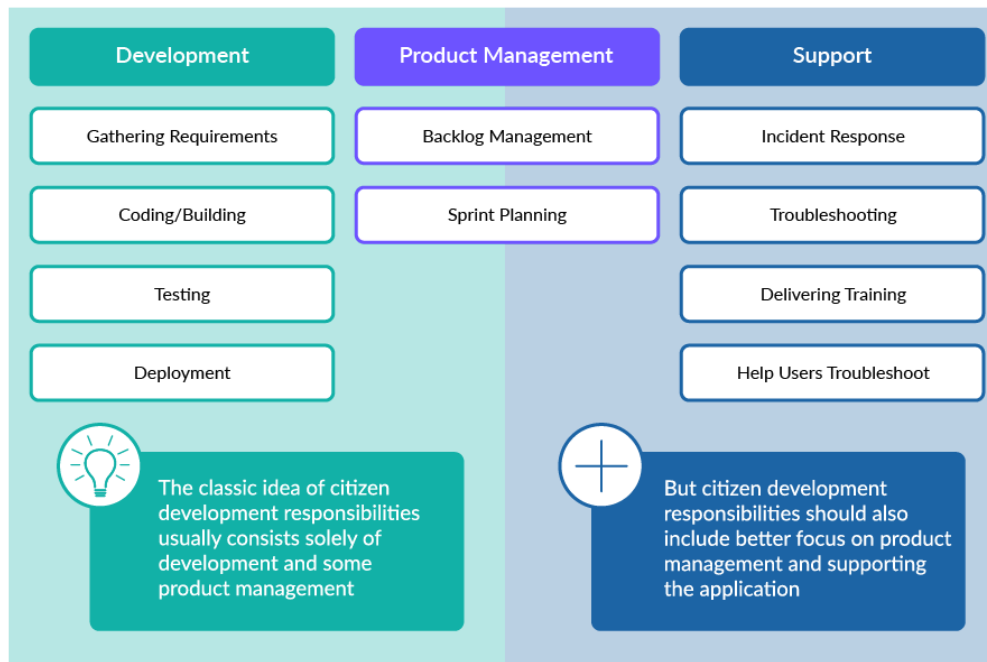 Development
Product Management
Support
Gathering Requirements
Backlog Management
Incident Response
Coding/Building
Sprint Planning
Troubleshooting
Testing
Delivering Training
Deployment
Help Users Troubleshoot
The classic idea of citizen
development responsibilities
usually consists solely of
development and some
product management
But citizen development
responsibilities should also
include better focus on product
management and supporting
the application